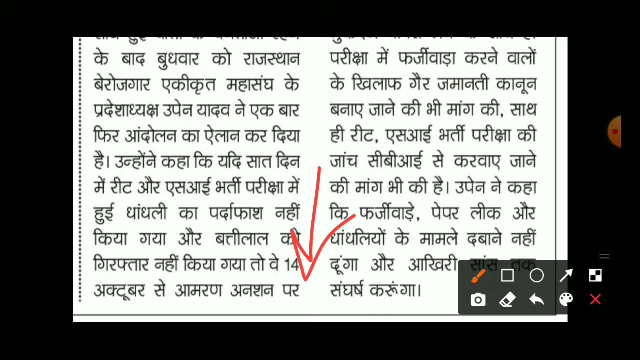 के बाद बुधवार को राजस्थान
बेरोजगार एकीकृत महासंघ के
प्रदेशाध्यक्ष उपेन यादव ने एक बार
फिर आंदोलन का ऐलान कर दिया
है। उन्होंने कहा कि यदि सात दिन
में रीट और एसआई भर्ती परीक्षा में
हुई धांधली का पर्दाफाश नहीं
किया गया और बत्तीलाल को
गिरफ्तार नहीं किया गया तो वे 14
अक्टूबर से आमरण अनशन पर
परीक्षा में फर्जीवाड़ा करने वालों
के खिलाफ गैर जमानती कानून
बनाए जाने की भी मांग की, साथ
ही रीट, एसआई भर्ती परीक्षा की
जांच सीबीआई से करवाए जाने
की मांग भी की है। उपेन ने कहा
कि फर्जीवाड़े, पेपर लीक और
धांधलियों के मामले दबाने नहीं
दूंगा और आखिरी सांस तक
संघर्ष करूंगा।